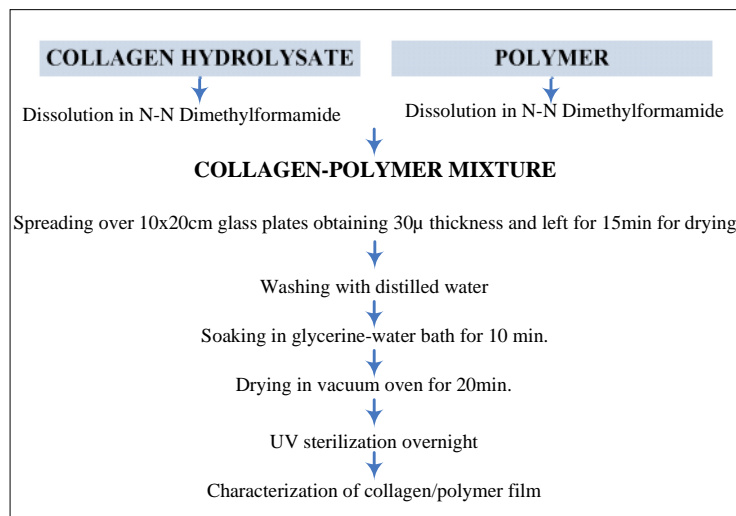 COLLAGEN HYDROLYSATE
POLYMER
Dissolution in N-N Dimethylformamide
Dissolution in N-N Dimethylformamide
COLLAGEN-POLYMER MIXTURE
Spreading over 10x20cm glass plates obtaining 30µ thickness and left for 15min for drying
Washing with distilled water
Soaking in glycerine-water bath for 10 min.
Drying in vacuum oven for 20min.
UV sterilization overnight
Characterization of collagen/polymer film